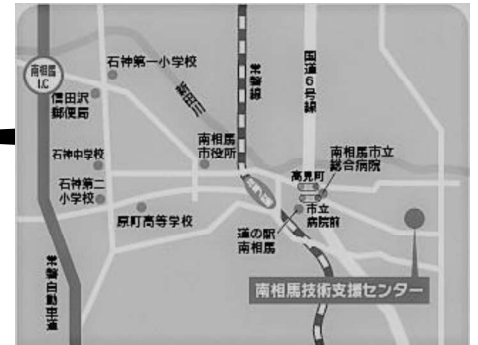 南相馬
I.C
石神第一小学校
信田沢
郵便局
新田川
常磐線
国道6号線
石神中学校
南相馬
市役所
南相馬市立
総合病院
高見町
石神第二
小学校
原町高等学校
市立
病院前
道の駅
南相馬
南相馬技術支援センター
常磐自動車道